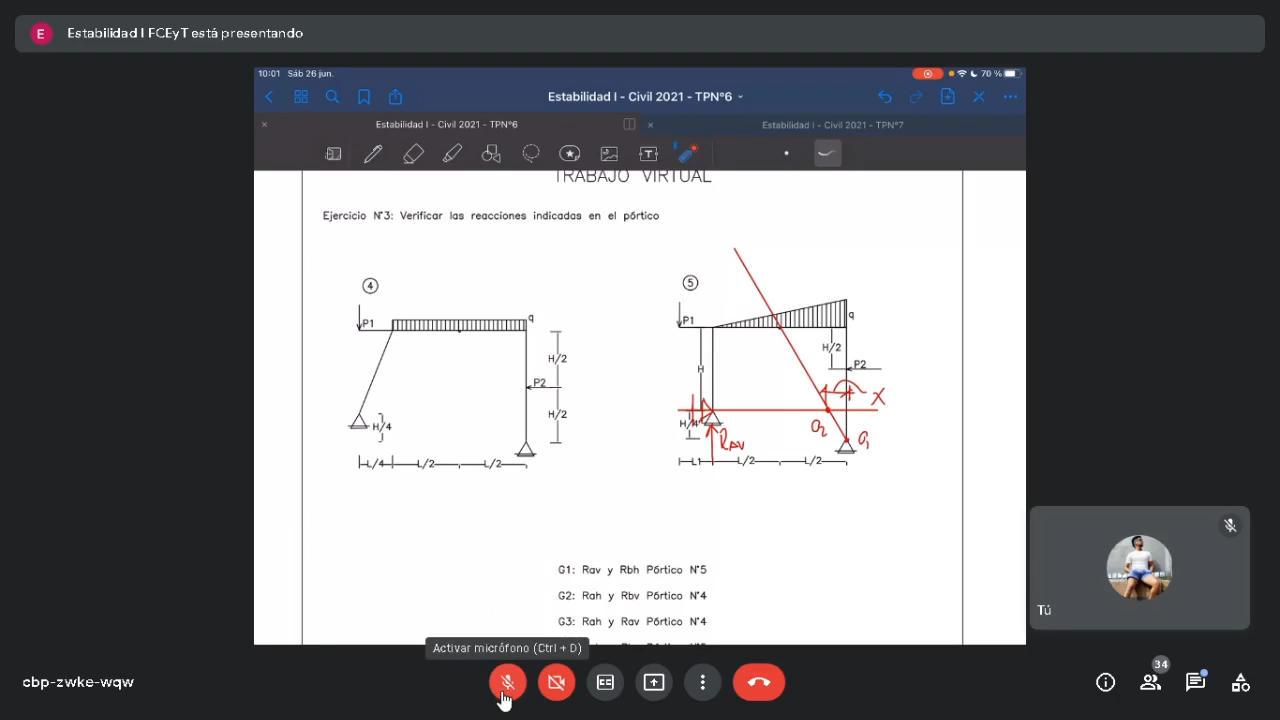 E Estabilidad I FCEyT está presentando
10:01 Sáb 26 jun.
70 %
Estabilidad I - Civil 2021 - TPN°6
Estabilidad I - Civil 2021 - TPN°6
Estabilidad I - Civil 2021 - TPN°7
TRABAJO VIRTUAL
Ejercicio N°3: Verificar las reacciones indicadas en el pórtico
4
P1
q
H/2
P2
H/2
H/4
L/4
L/2
L/2
5
P1
q
H/2
H
P2
X
H/4
O2
O1
RAV
L1
L/2
L/2
G1: Rav y Rbh Pórtico N°5
G2: Rah y Rbv Pórtico N°4
G3: Rah y Rav Pórtico N°4
Tú
Activar micrófono (Ctrl + D)
cbp-zwke-wqw
34